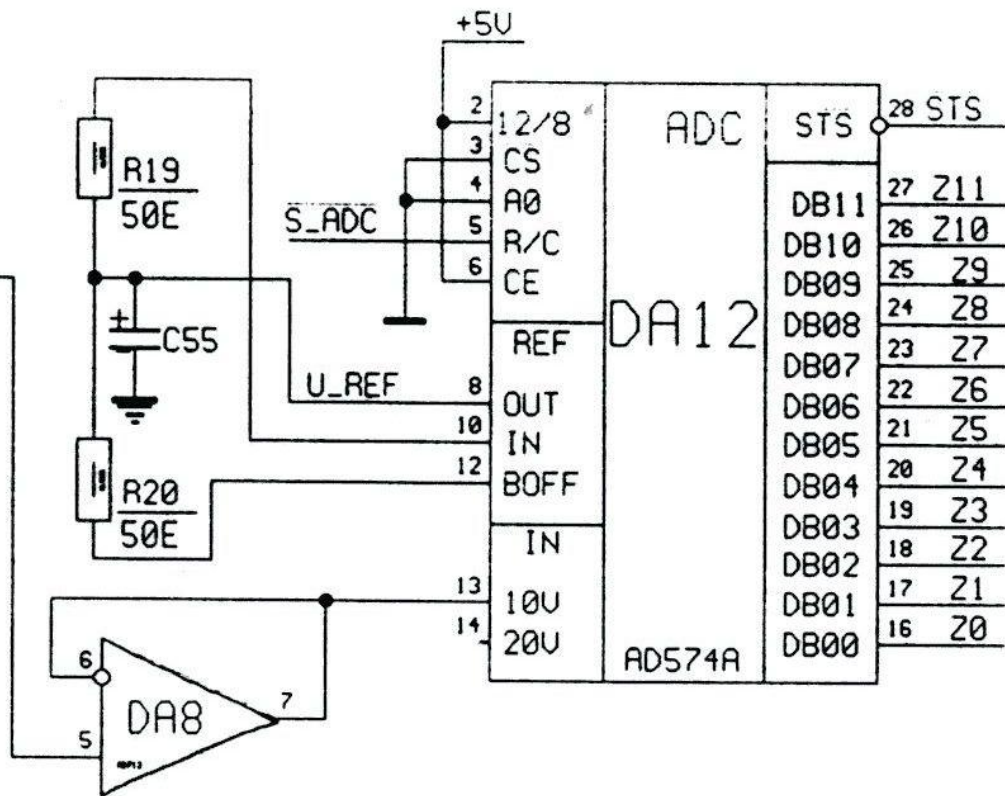 +5V
R19
50E
+
C55
R20
50E
S_ADC
U_REF
2 12/8
3 CS
4 A0
5 R/C
6 CE
REF
8 OUT
10 IN
12 BOFF
IN
13 10V
14 20V
ADC
DA12
AD574A
STS 28 STS
DB11 27 Z11
DB10 26 Z10
DB09 25 Z9
DB08 24 Z8
DB07 23 Z7
DB06 22 Z6
DB05 21 Z5
DB04 20 Z4
DB03 19 Z3
DB02 18 Z2
DB01 17 Z1
DB00 16 Z0
6
DA8
7
5